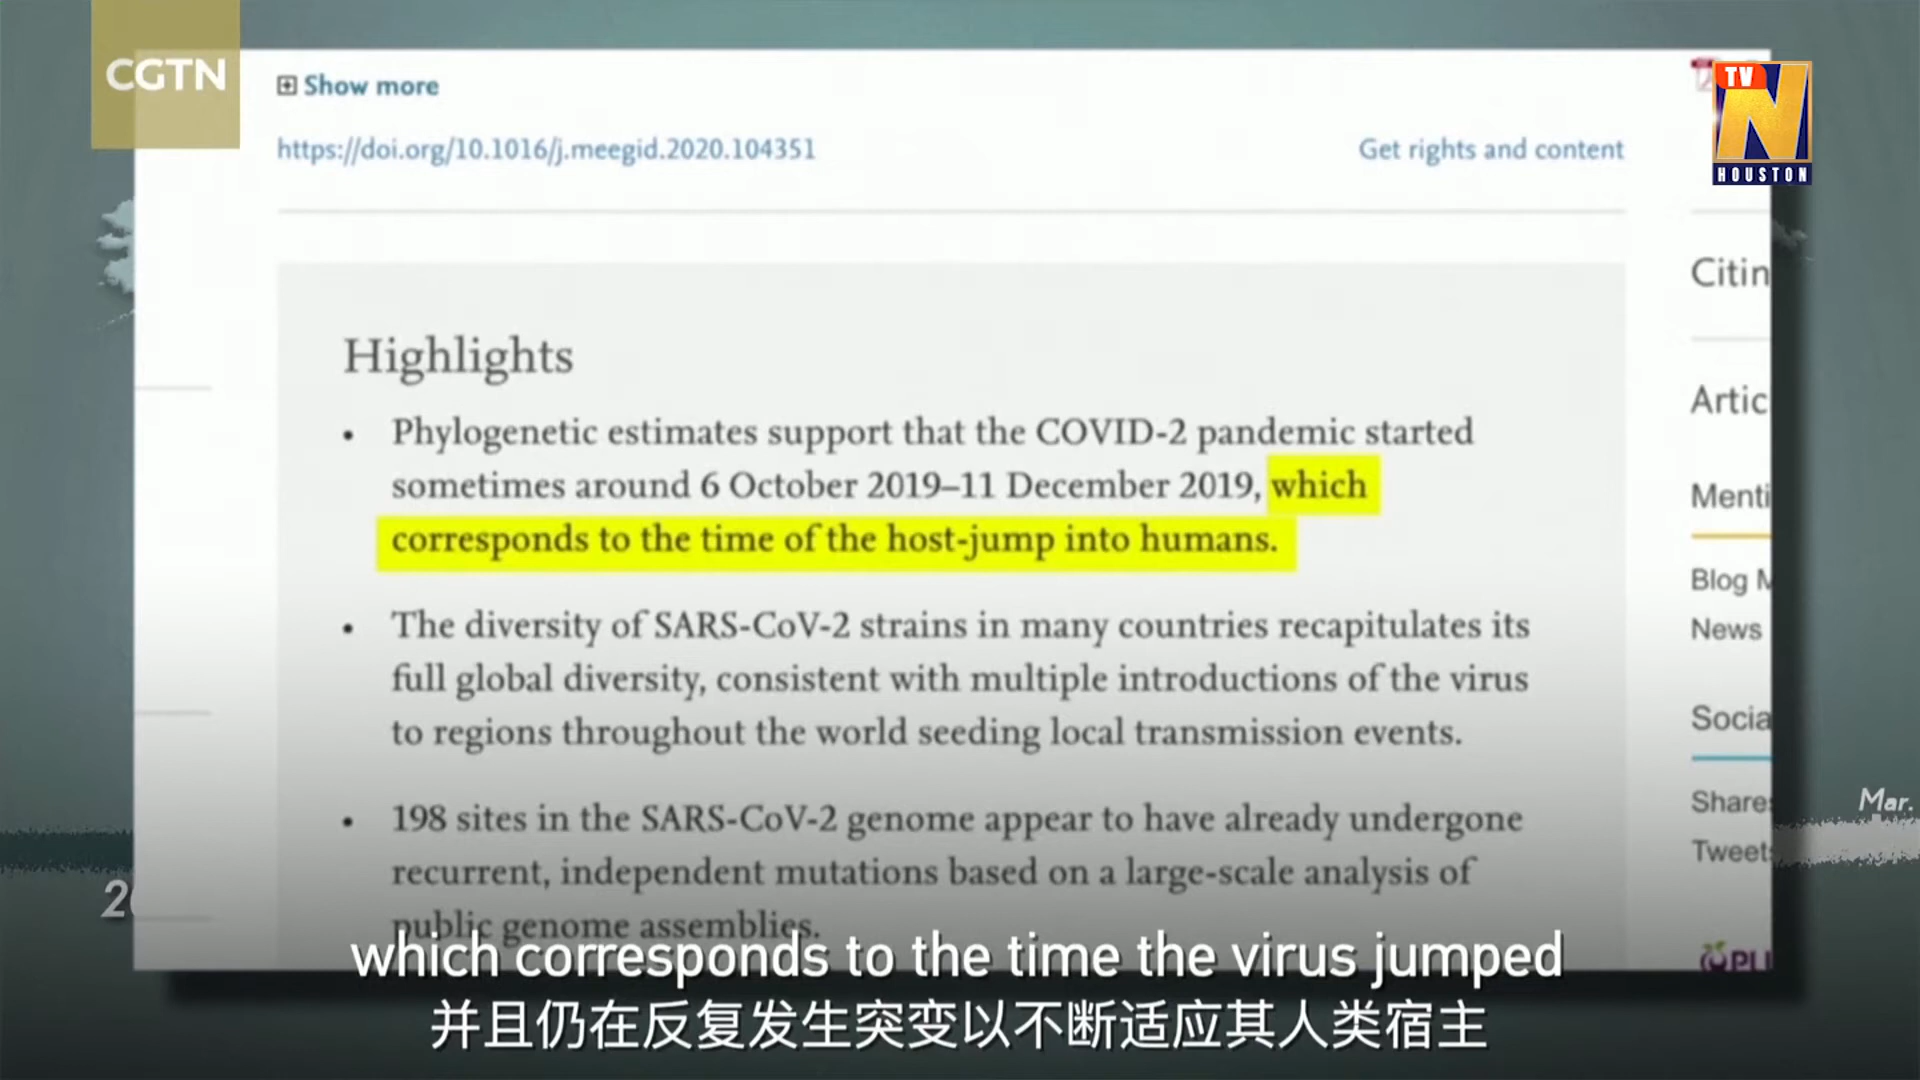 CGTN
Show more
https://doi.org/10.1016/j.meegid.2020.104351
Get rights and content
TV
N
HOUSTON
Citin
Highlights
Phylogenetic estimates support that the COVID-2 pandemic started
sometimes around 6 October 2019–11 December 2019, which
corresponds to the time of the host-jump into humans.
Artic
Menti
Blog M
The diversity of SARS-CoV-2 strains in many countries recapitulates its
News
full global diversity, consistent with multiple introductions of the virus
to regions throughout the world seeding local transmission events.
Socia
198 sites in the SARS-CoV-2 genome appear to have already undergone
recurrent, independent mutations based on a large-scale analysis of
public genome assemblies.
Share
Tweet
Mar.
20
PLU
which corresponds to the time the virus jumped
并且仍在反复发生突变以不断适应其人类宿主